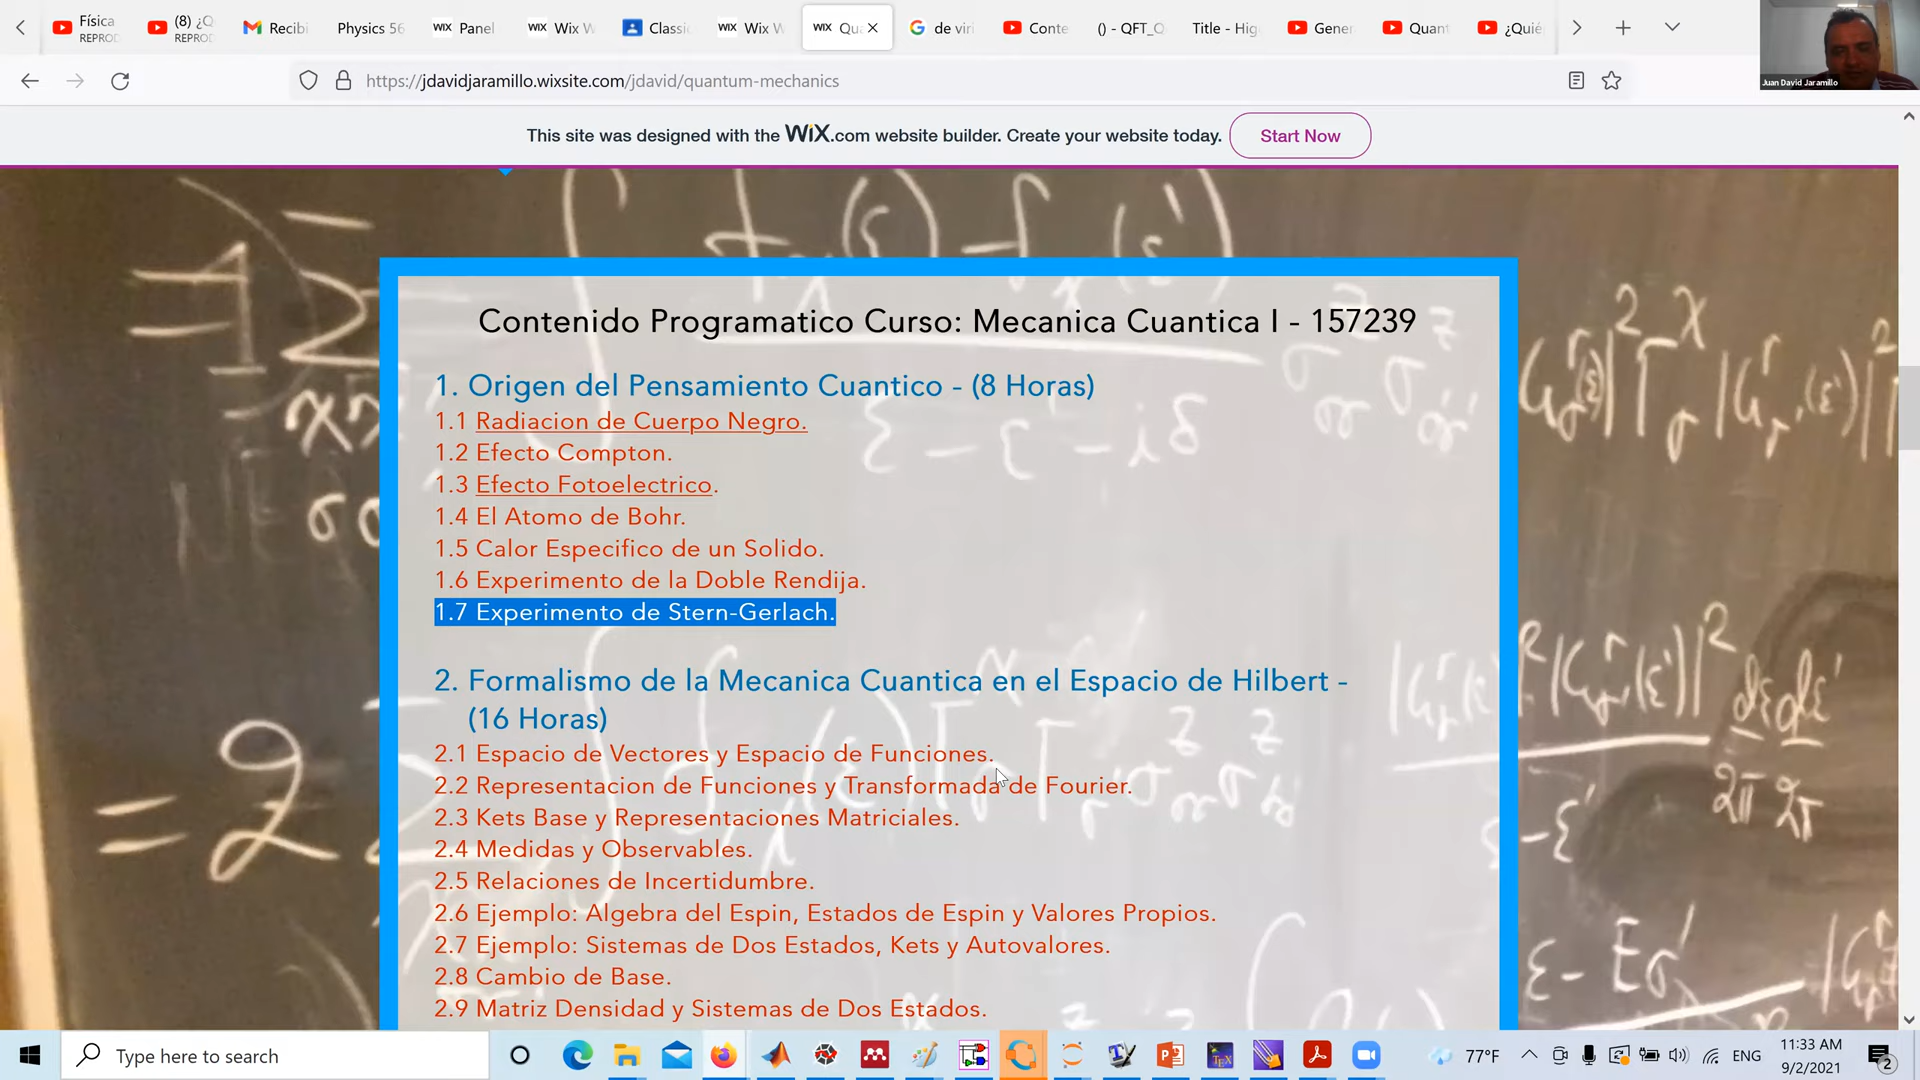 Física
REPROD
(8) ¿Q
REPROD
Recibi
Physics 56
WiX Panel
WiX Wix W
Classi
WiX Wix W
WiX Qua
de viri
Conte
() - QFT_Q
Title - Hig
Gener
Quant
¿Quié
https://jdavidjaramillo.wixsite.com/jdavid/quantum-mechanics
Juan David Jaramillo
This site was designed with the WiX.com website builder. Create your website today.
Start Now
Contenido Programatico Curso: Mecanica Cuantica I - 157239
1. Origen del Pensamiento Cuantico - (8 Horas)
1.1 Radiacion de Cuerpo Negro.
1.2 Efecto Compton.
1.3 Efecto Fotoelectrico.
1.4 El Atomo de Bohr.
1.5 Calor Especifico de un Solido.
1.6 Experimento de la Doble Rendija.
1.7 Experimento de Stern-Gerlach.
2. Formalismo de la Mecanica Cuantica en el Espacio de Hilbert -
(16 Horas)
2.1 Espacio de Vectores y Espacio de Funciones.
2.2 Representacion de Funciones y Transformada de Fourier.
2.3 Kets Base y Representaciones Matriciales.
2.4 Medidas y Observables.
2.5 Relaciones de Incertidumbre.
2.6 Ejemplo: Algebra del Espin, Estados de Espin y Valores Propios.
2.7 Ejemplo: Sistemas de Dos Estados, Kets y Autovalores.
2.8 Cambio de Base.
2.9 Matriz Densidad y Sistemas de Dos Estados.
Type here to search
77°F
ENG
11:33 AM
9/2/2021
2